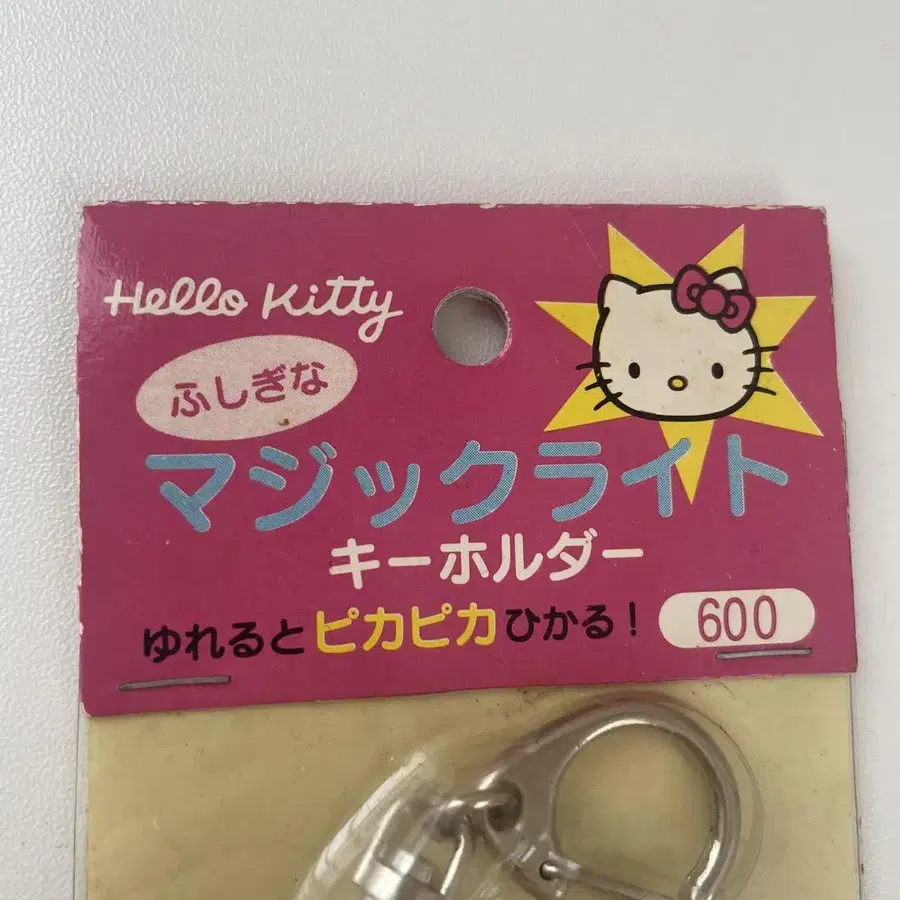 Hello Kitty
ふしぎな
マジックライト
キーホルダー
ゆれるとピカピカひかる!
600